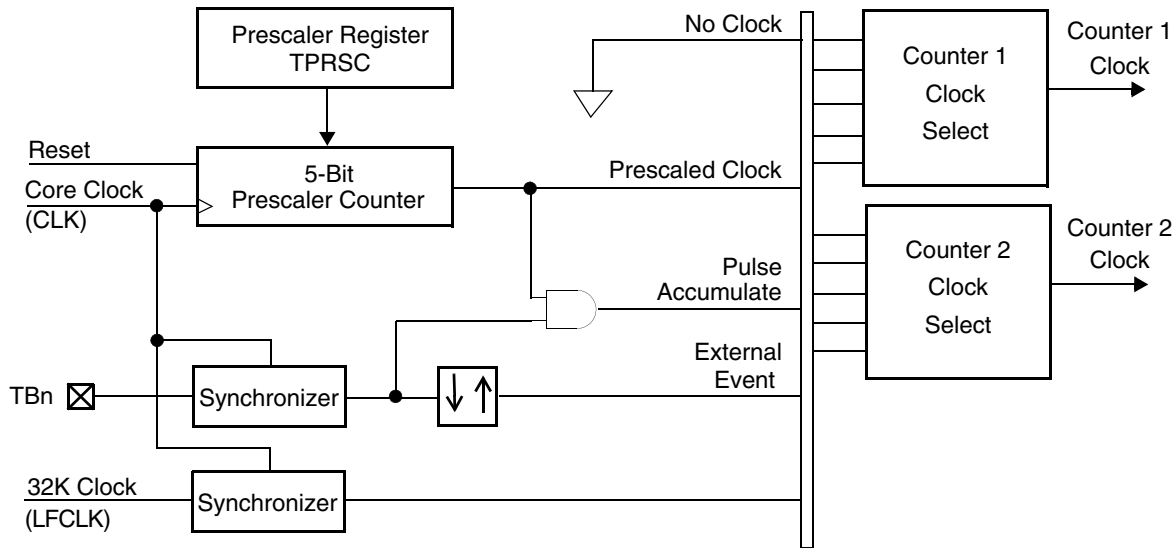 Prescaler Register
TPRSC
No Clock
Counter 1
Clock
Select
Counter 1
Clock
Reset
Core Clock
(CLK)
5-Bit
Prescaler Counter
Prescaled Clock
Counter 2
Clock
Select
Counter 2
Clock
Pulse
Accumulate
External
Event
TBn
Synchronizer
32K Clock
(LFCLK)
Synchronizer